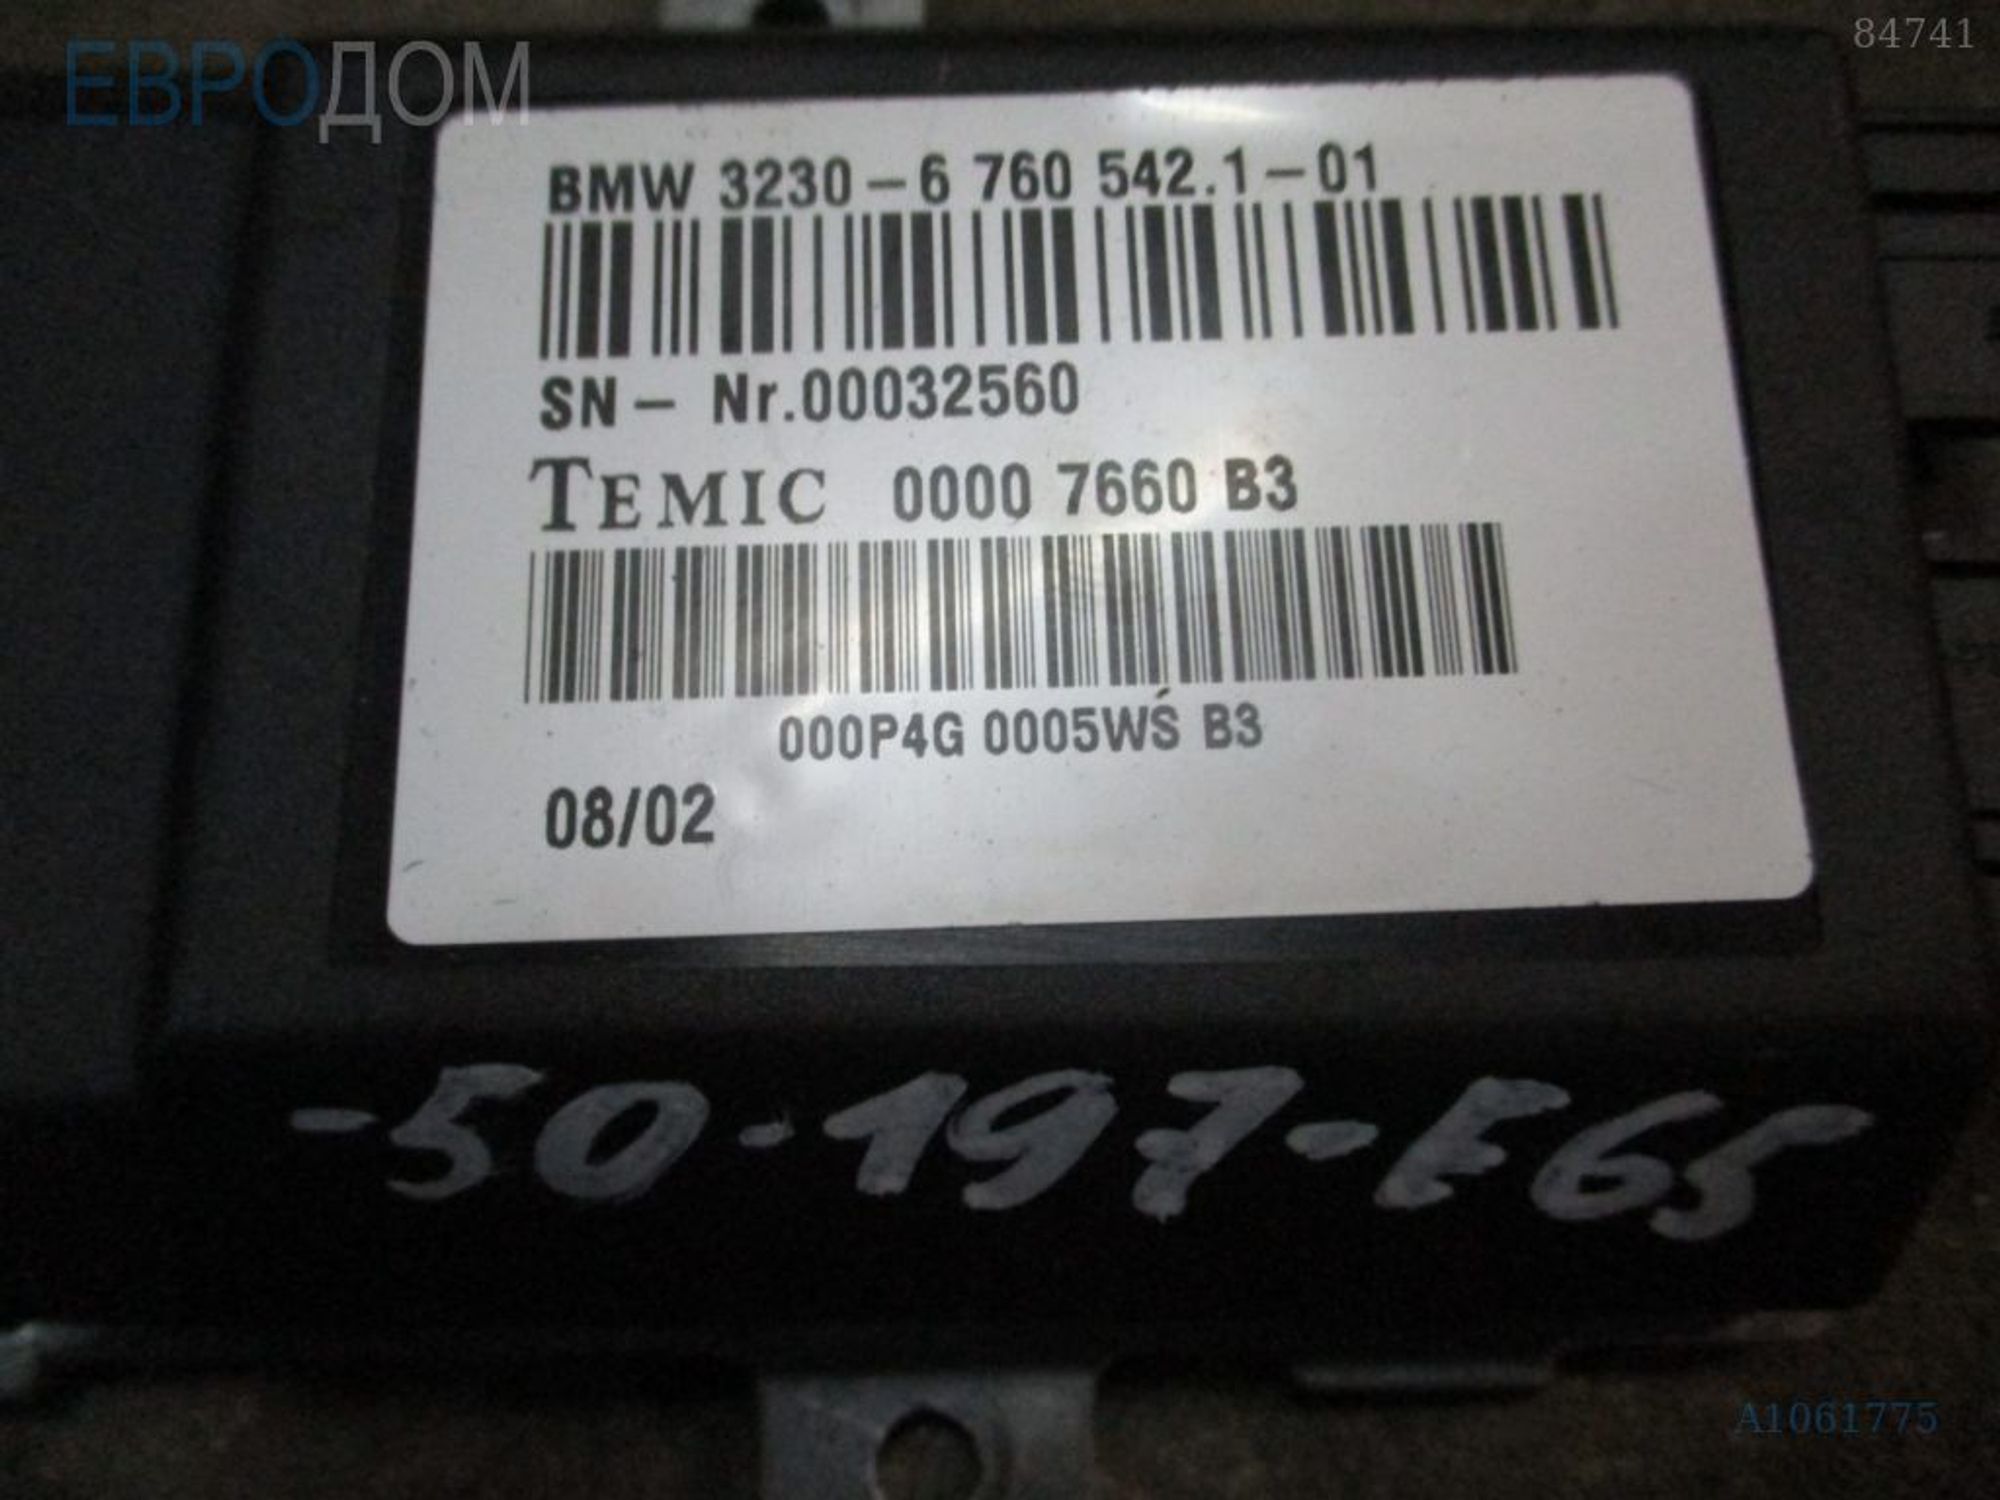 ЕВРОДОМ
84741
BMW 3230-6 760 542.1-01
SN- Nr.00032560
TEMIC 0000 7660 B3
000P4G 0005WS B3
08/02
-50-197-E65
A1061775